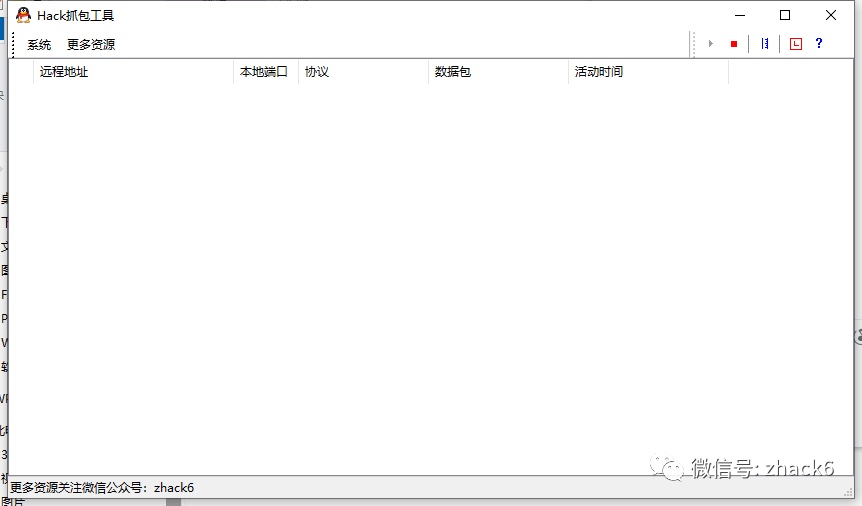 Hack抓包工具
系统 更多资源
远程地址 本地端口 协议 数据包 活动时间
微信号: zhack6
更多资源关注微信公众号：zhack6
图片